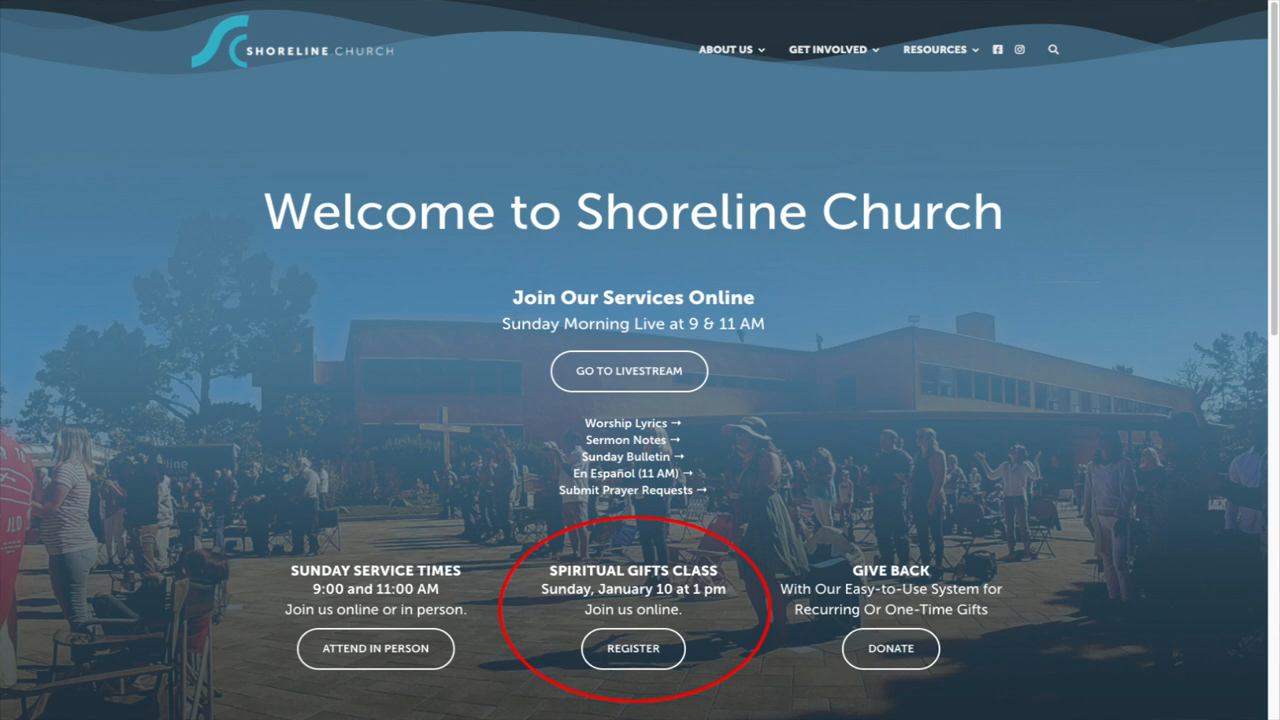 SHORELINE.CHURCH
ABOUT US
GET INVOLVED
RESOURCES
Welcome to Shoreline Church
Join Our Services Online
Sunday Morning Live at 9 & 11 AM
GO TO LIVESTREAM
Worship Lyrics →
Sermon Notes →
Sunday Bulletin →
En Español (11 AM) →
Submit Prayer Requests →
SUNDAY SERVICE TIMES
9:00 and 11:00 AM
Join us online or in person.
ATTEND IN PERSON
SPIRITUAL GIFTS CLASS
Sunday, January 10 at 1 pm
Join us online.
REGISTER
GIVE BACK
With Our Easy-to-Use System for
Recurring Or One-Time Gifts
DONATE